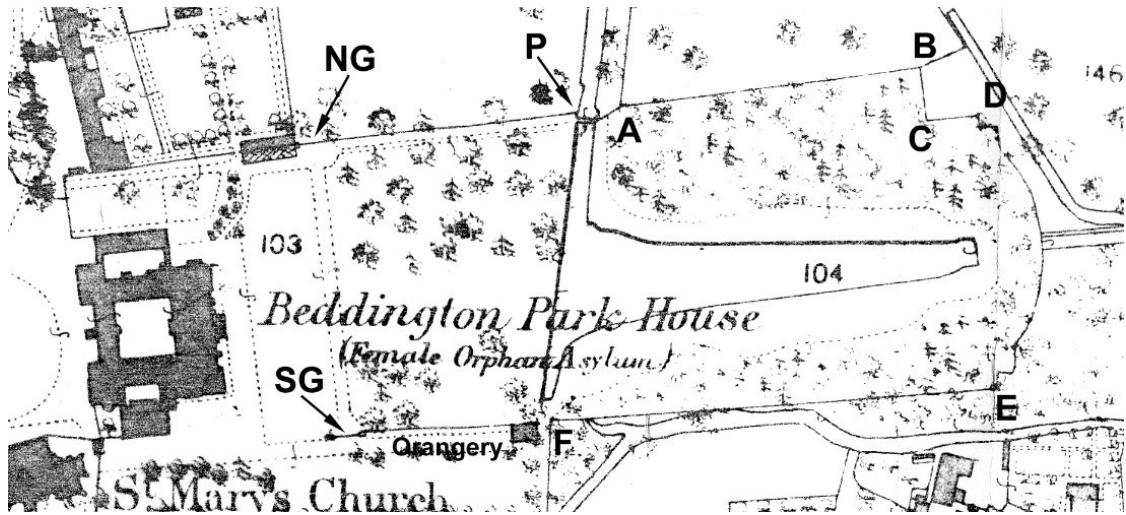 P
NG
B
146
D
A
C
103
104
Beddington Park House
(Female Orphan Asylum)
SG
E
Orangery
F
St. Mary's Church